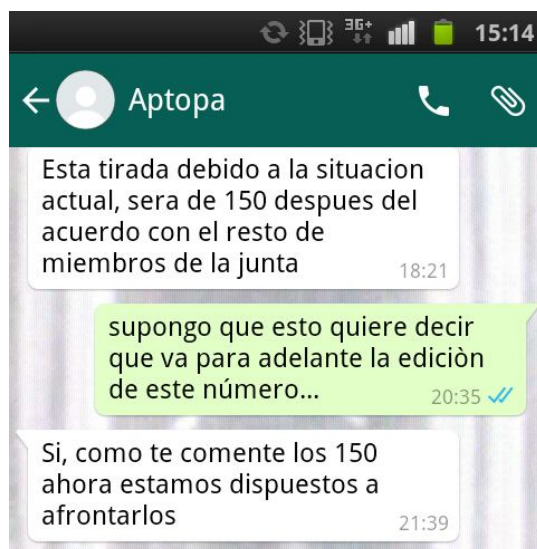 3G+ 15:14
Aptopa
Esta tirada debido a la situacion
actual, sera de 150 despues del
acuerdo con el resto de
miembros de la junta
18:21
supongo que esto quiere decir
que va para adelante la ediciòn
de este número...
20:35
Si, como te comente los 150
ahora estamos dispuestos a
afrontarlos
21:39